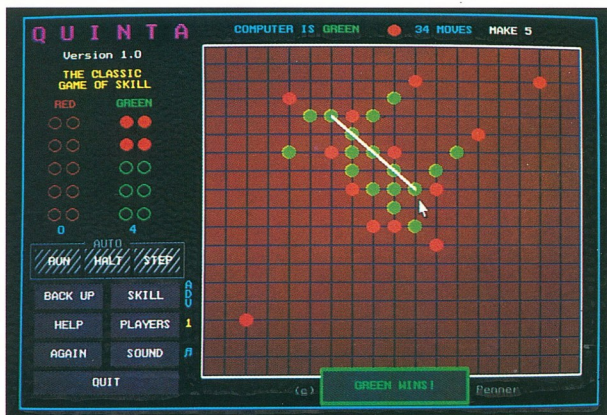 QUINTA
COMPUTER IS GREEN 34 MOVES MAKE 5
Version 1.0
THE CLASSIC
GAME OF SKILL
RED GREEN
0 4
AUTO
RUN HALT STEP
BACK UP SKILL ADV
HELP PLAYERS 1
AGAIN SOUND ♬
QUIT
(c) GREEN WINS! Penner